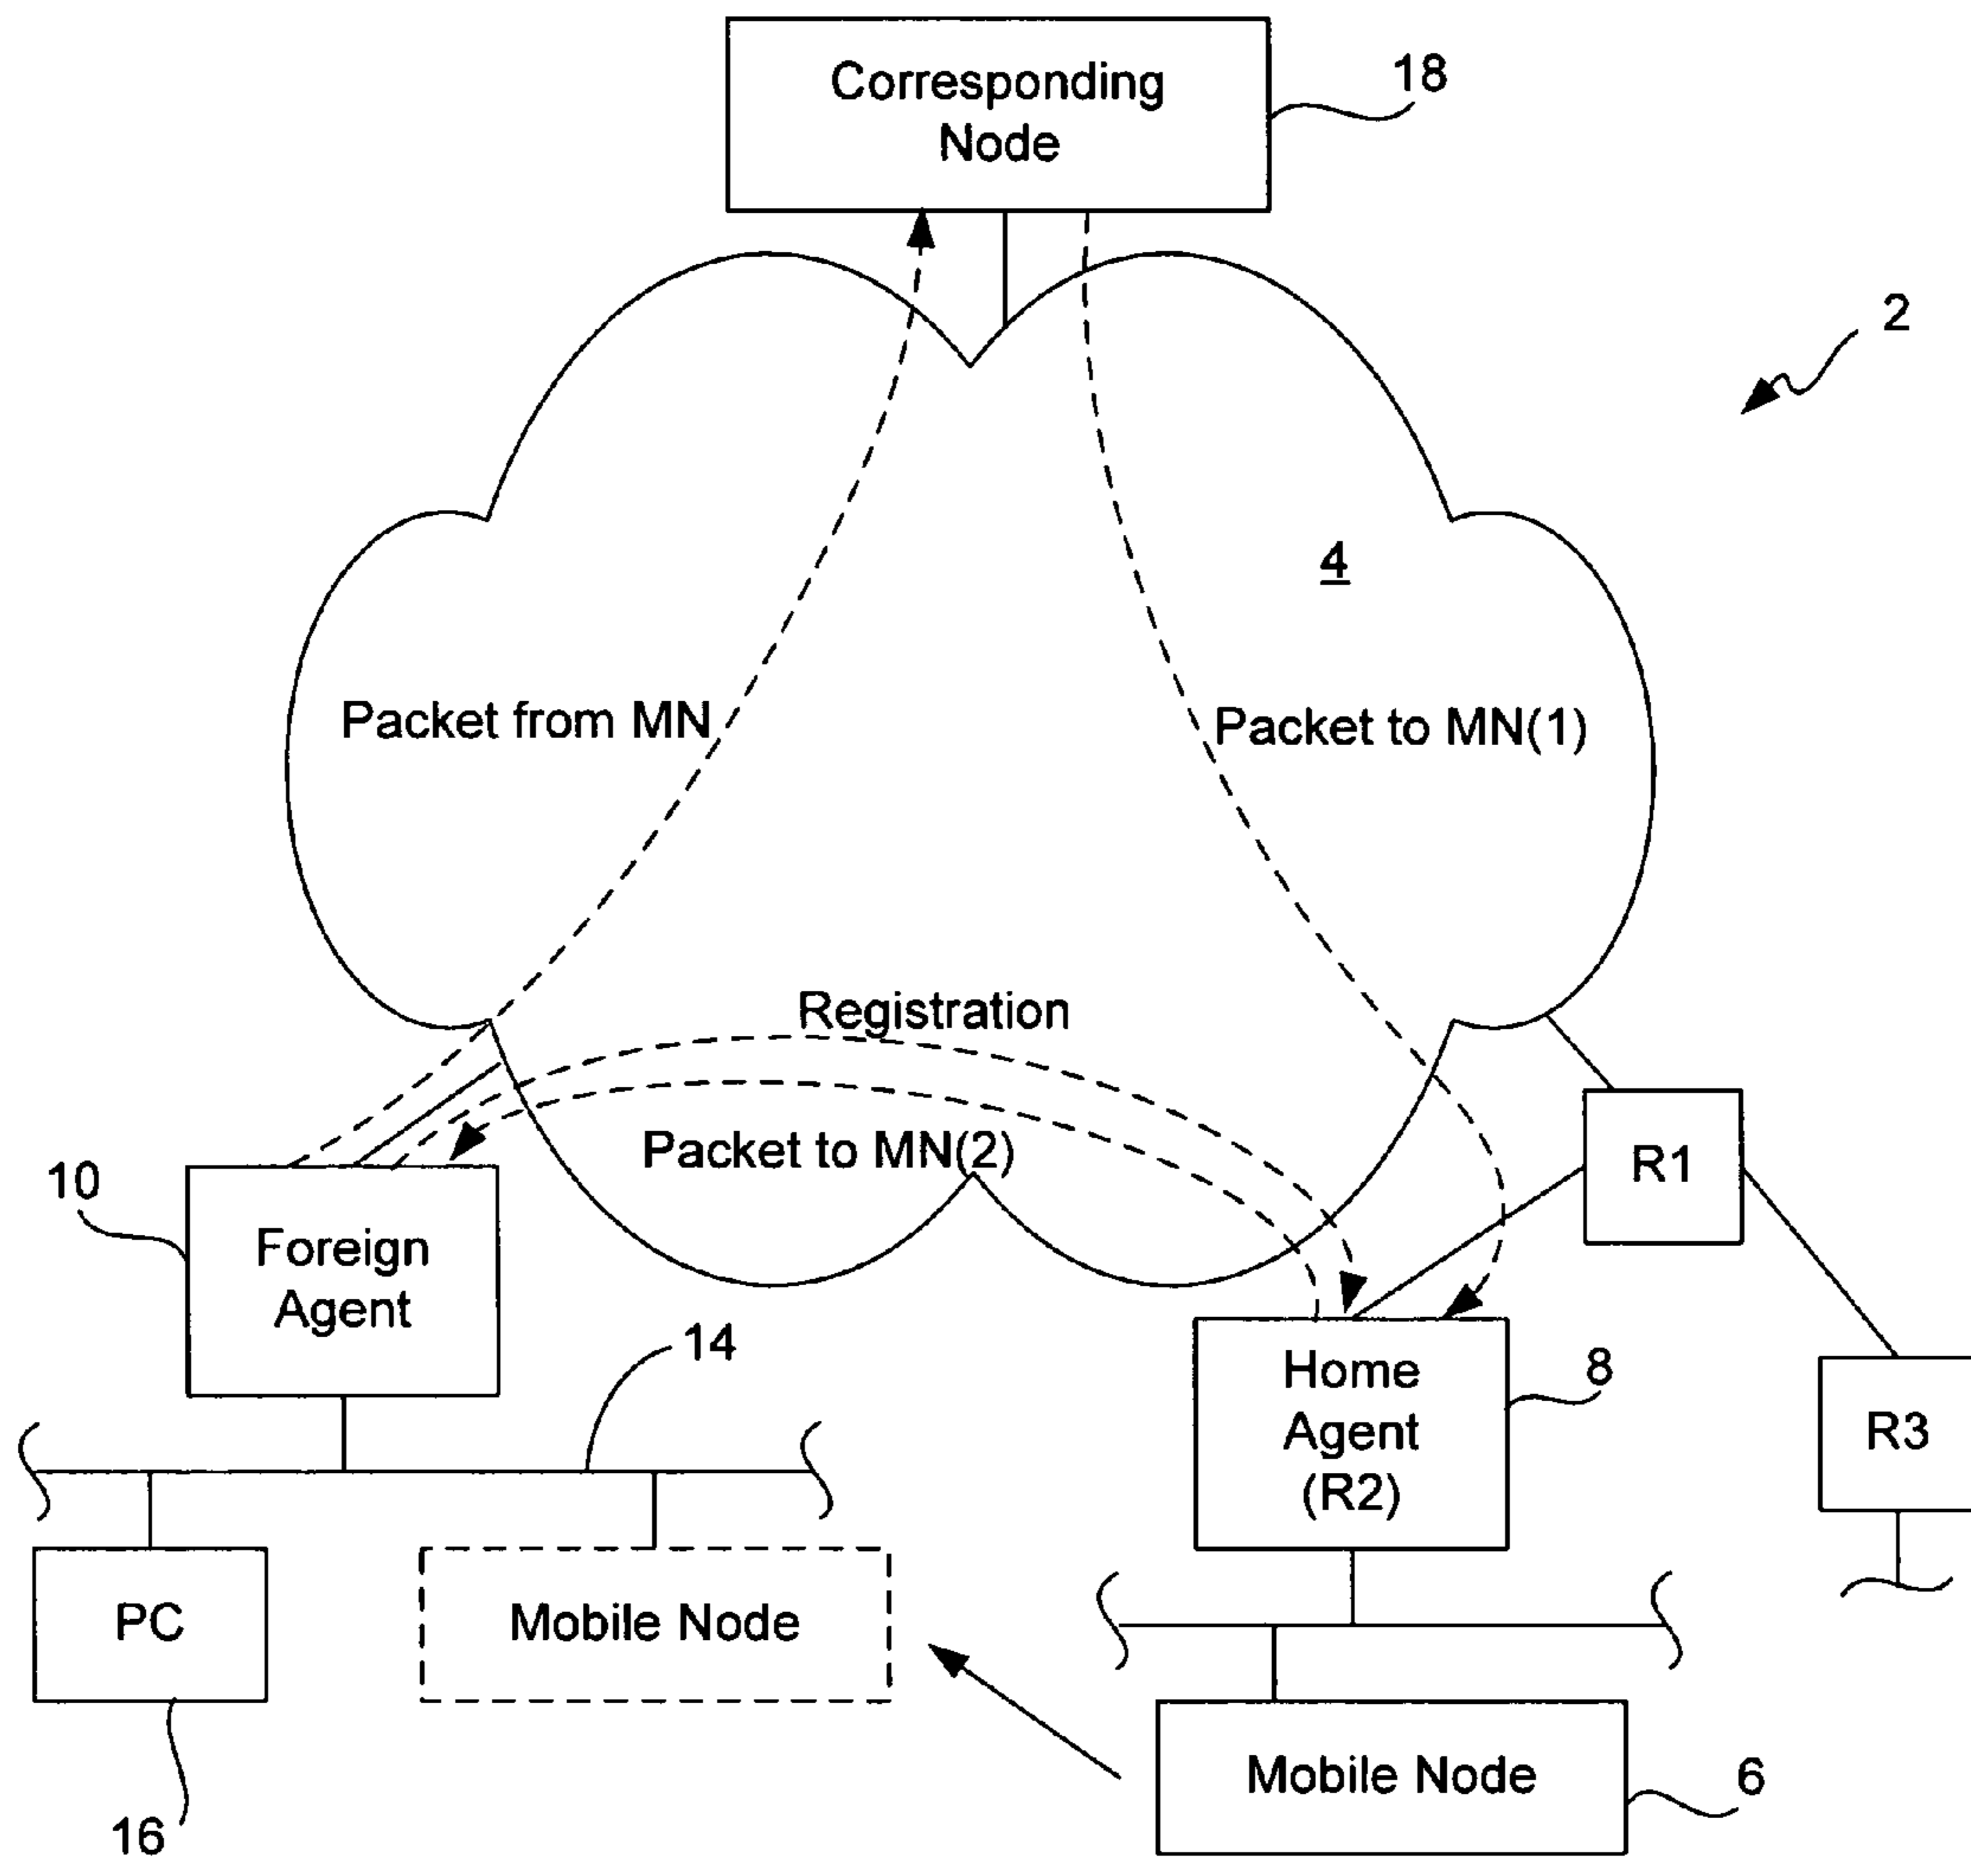 Corresponding
Node
18
2
4
Packet from MN
Packet to MN(1)
Registration
Packet to MN(2)
R1
10
Foreign
Agent
14
Home
Agent
(R2)
8
R3
PC
Mobile Node
Mobile Node
6
16